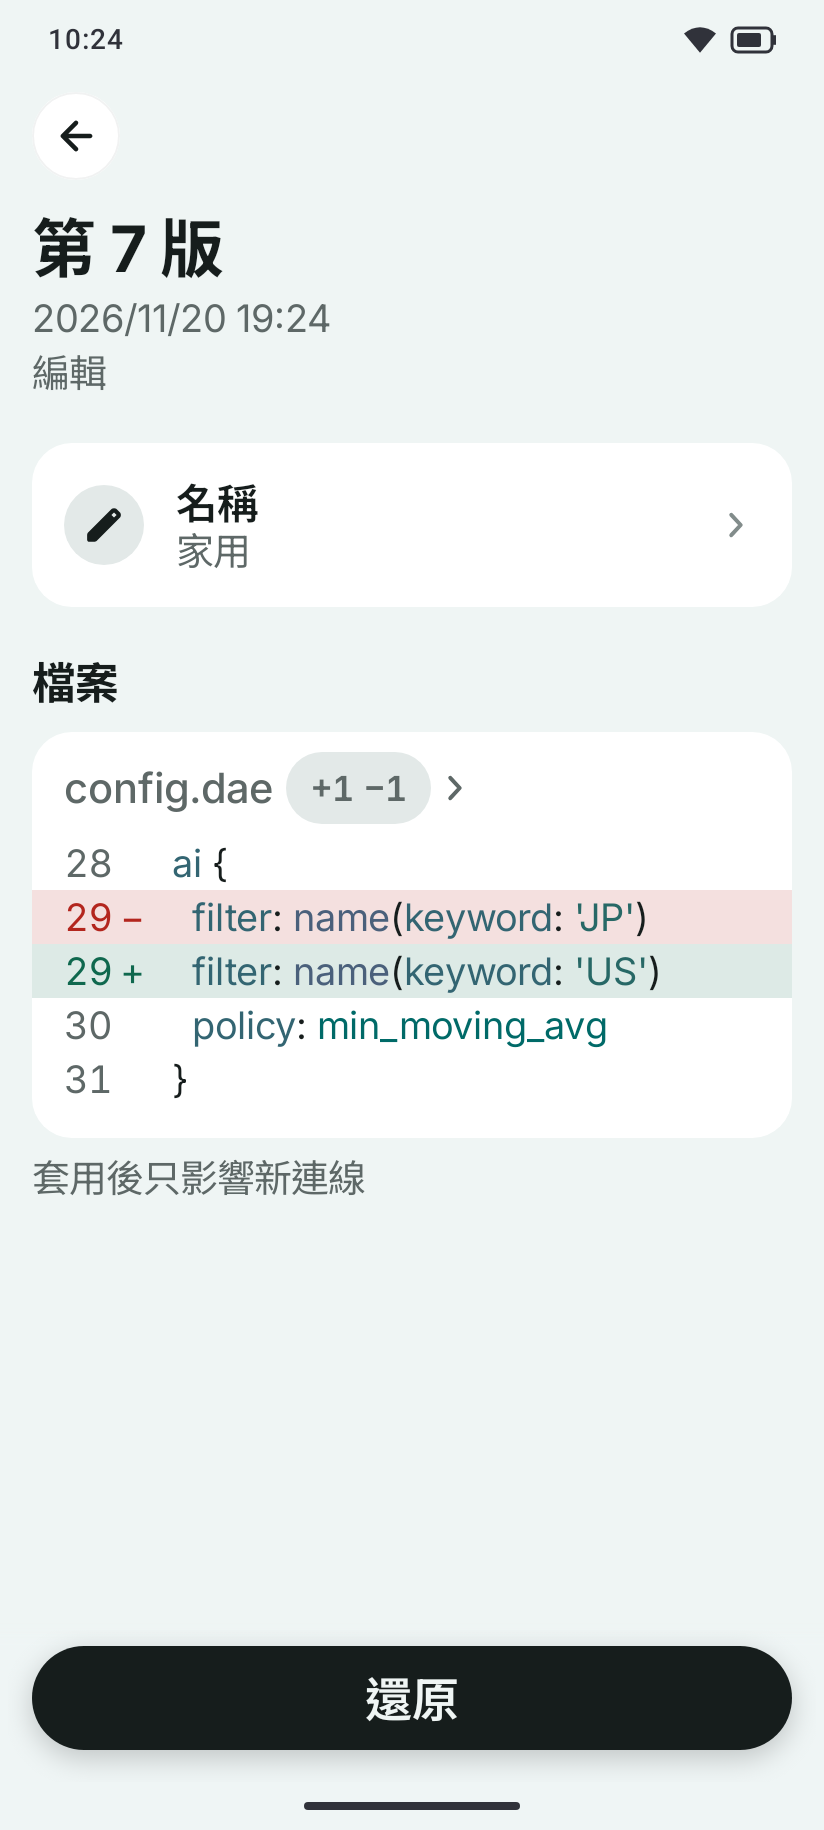 10:24
第 7 版
2026/11/20 19:24
編輯
名稱
家用
檔案
config.dae +1 −1
28 ai {
29 − filter: name(keyword: 'JP')
29 + filter: name(keyword: 'US')
30 policy: min_moving_avg
31 }
套用後只影響新連線
還原